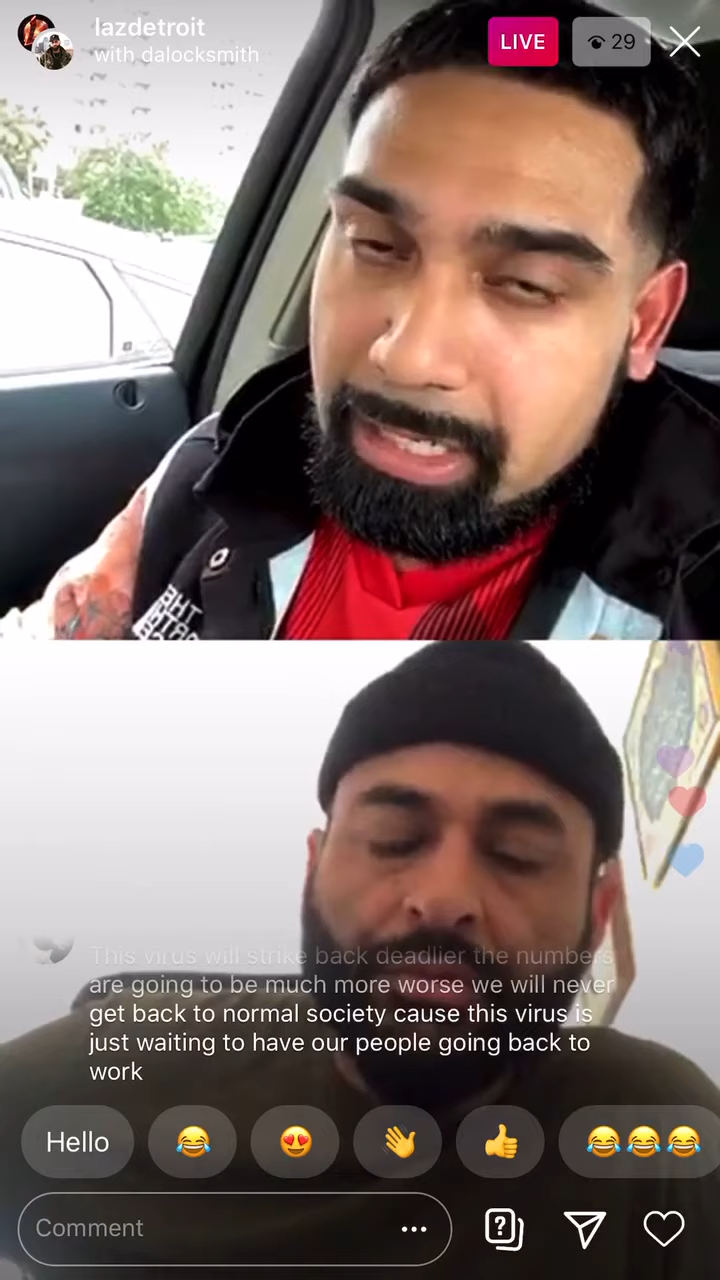 lazdetroit
with dalocksmith
LIVE
29
THE
This virus will strike back deadlier the numbers
are going to be much more worse we will never
get back to normal society cause this virus is
just waiting to have our people going back to
work
Hello
Comment